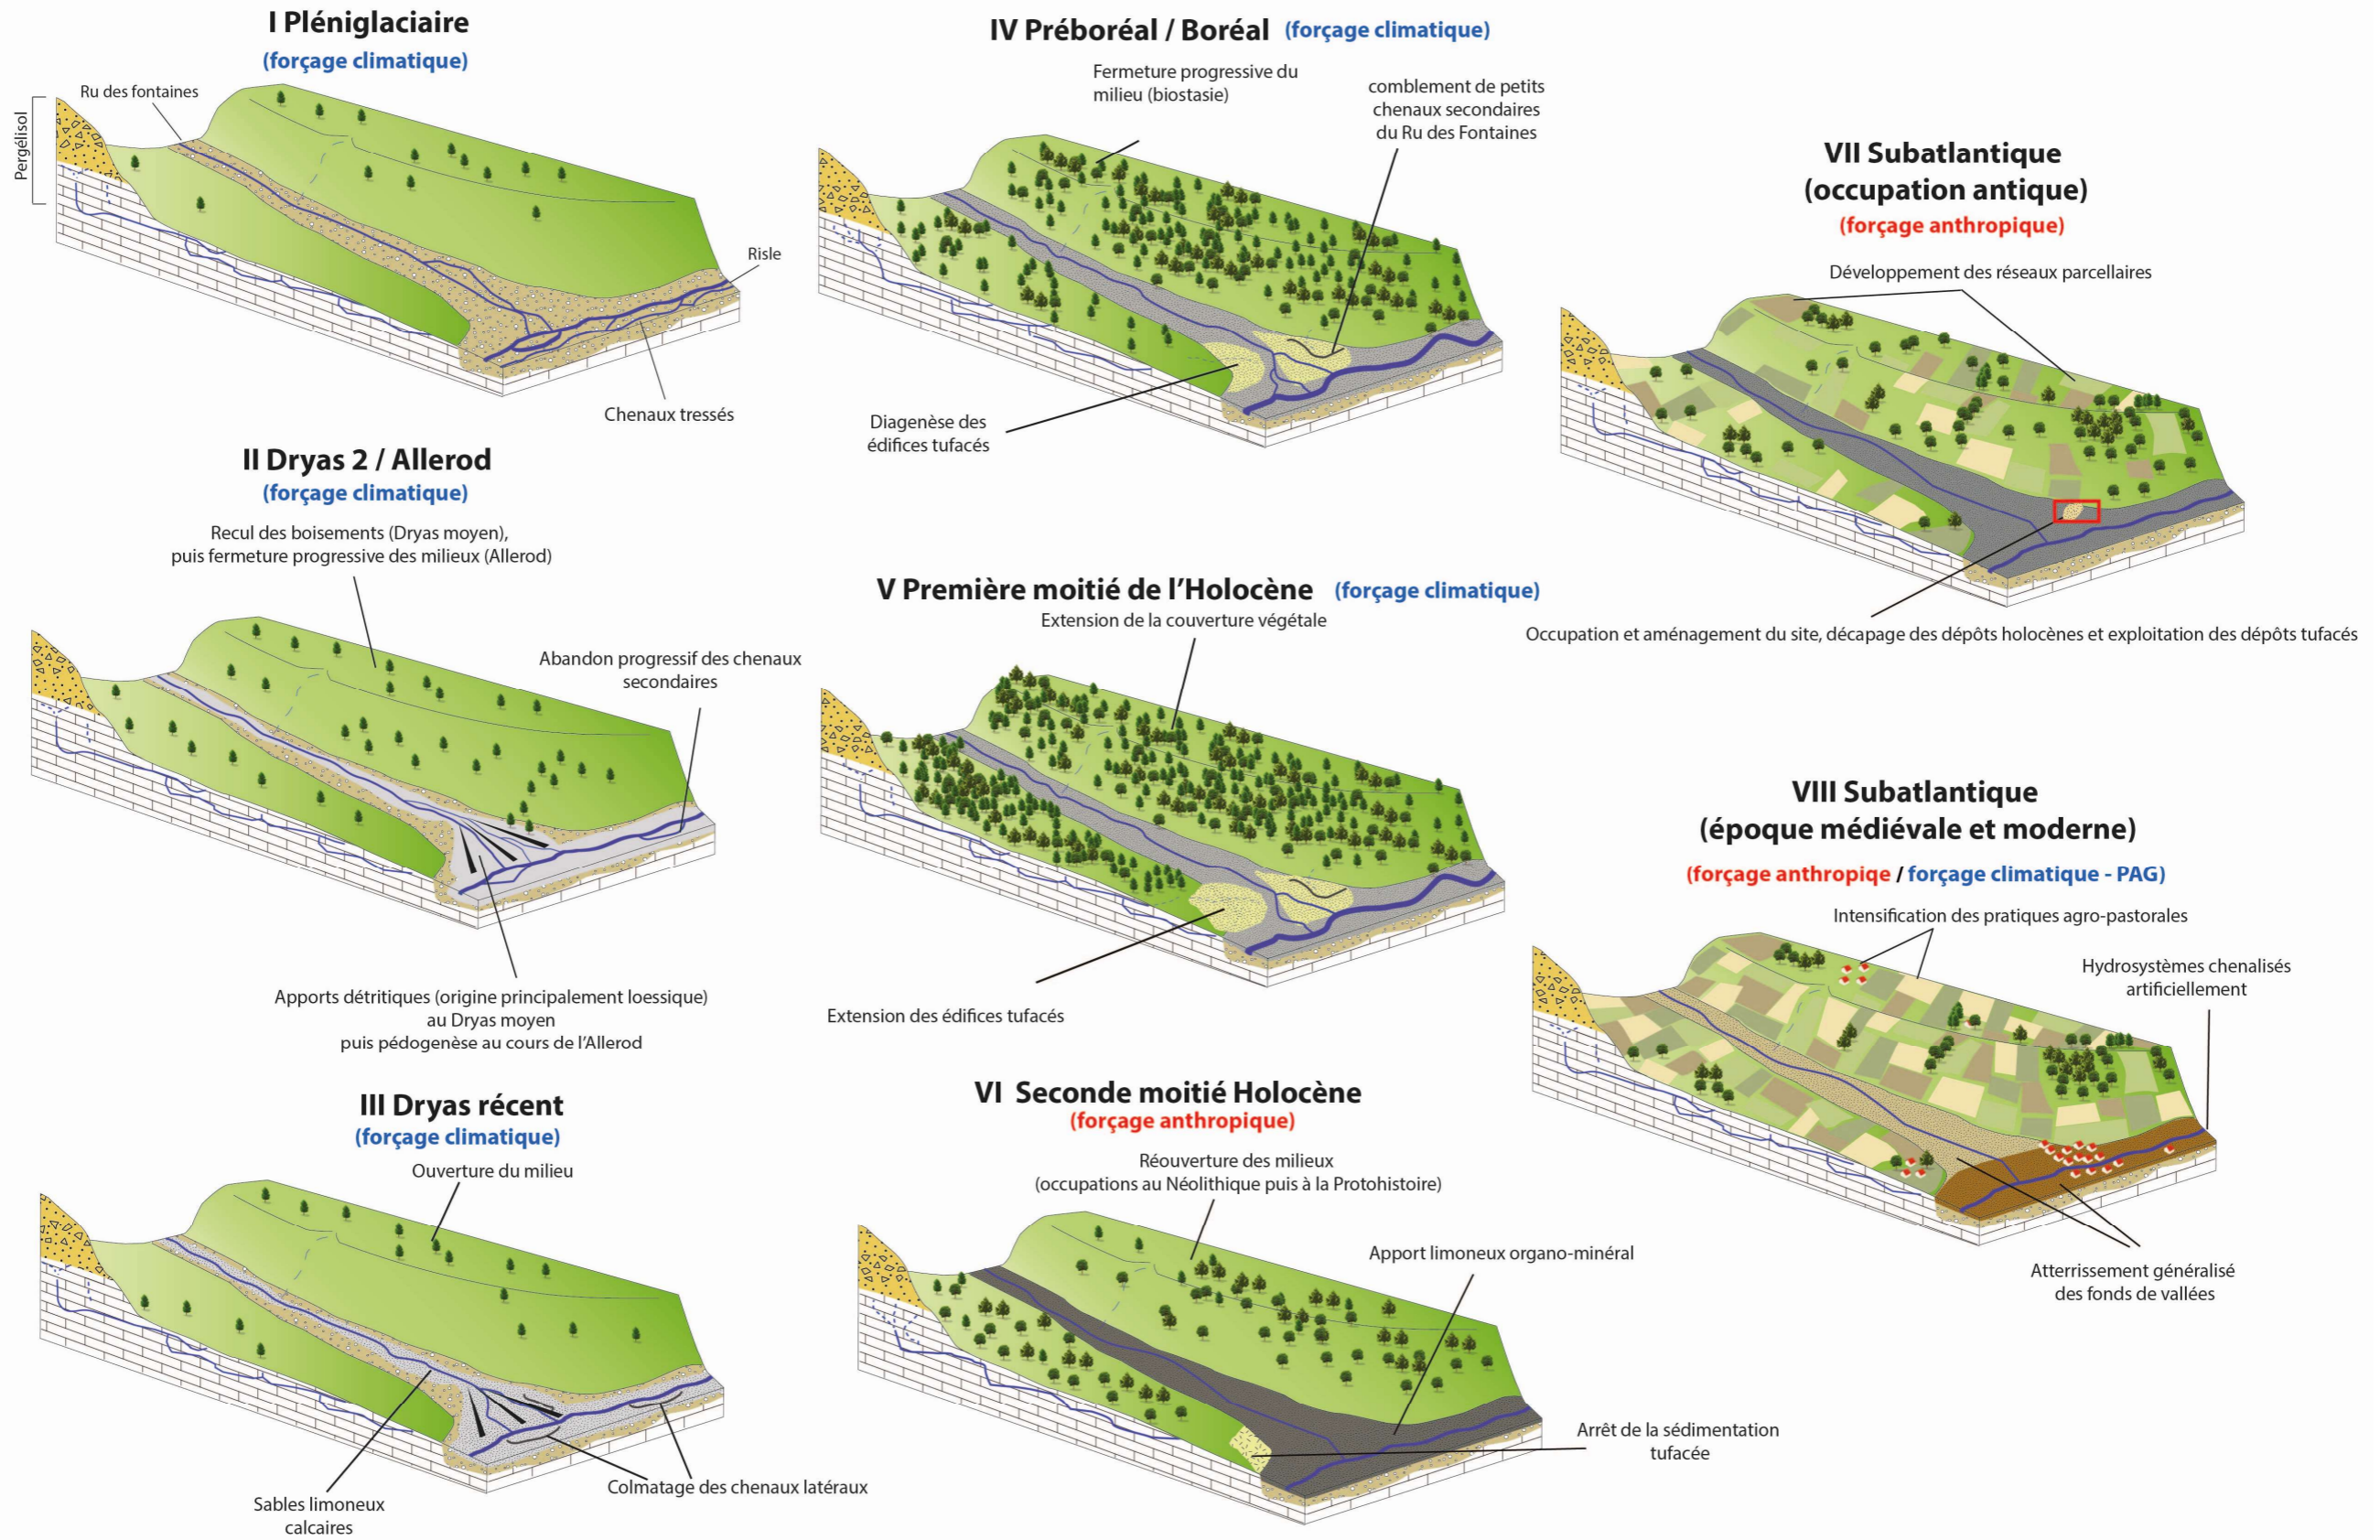 I Pléniglaciaire
(forçage climatique)
Ru des fontaines
Pergélisol
Risle
Chenaux tressés
II Dryas 2 / Allerod
(forçage climatique)
Recul des boisements (Dryas moyen),
puis fermeture progressive des milieux (Allerod)
Abandon progressif des chenaux
secondaires
Apports détritiques (origine principalement loessique)
au Dryas moyen
puis pédogenèse au cours de l'Allerod
III Dryas récent
(forçage climatique)
Ouverture du milieu
Sables limoneux
calcaires
Colmatage des chenaux latéraux
IV Préboréal / Boréal (forçage climatique)
Fermeture progressive du
milieu (biostasie)
comblement de petits
chenaux secondaires
du Ru des Fontaines
Diagenèse des
édifices tufacés
V Première moitié de l'Holocène (forçage climatique)
Extension de la couverture végétale
Extension des édifices tufacés
VI Seconde moitié Holocène
(forçage anthropique)
Réouverture des milieux
(occupations au Néolithique puis à la Protohistoire)
Apport limoneux organo-minéral
Arrêt de la sédimentation
tufacée
VII Subatlantique
(occupation antique)
(forçage anthropique)
Développement des réseaux parcellaires
Occupation et aménagement du site, décapage des dépôts holocènes et exploitation des dépôts tufacés
VIII Subatlantique
(époque médiévale et moderne)
(forçage anthropiqe / forçage climatique - PAG)
Intensification des pratiques agro-pastorales
Hydrosystèmes chenalisés
artificiellement
Atterrissement généralisé
des fonds de vallées